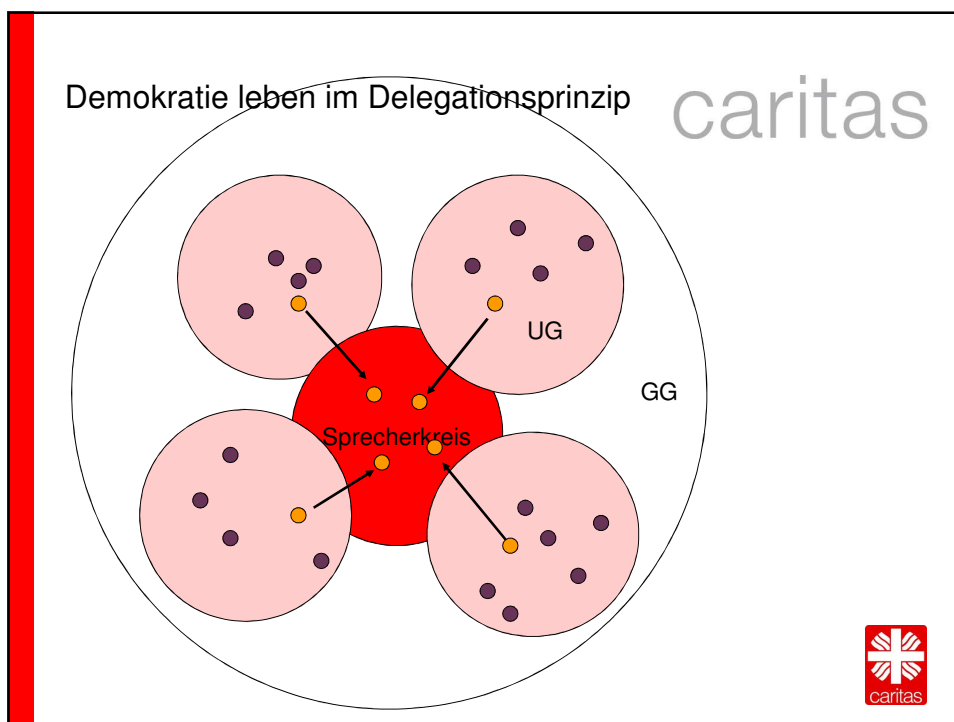 Demokratie leben im Delegationsprinzip
caritas
UG
GG
Sprecherkreis
caritas